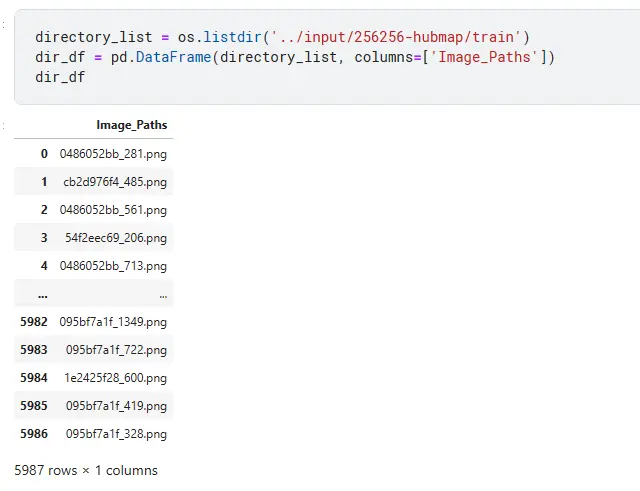 directory_list = os.listdir('../input/256256-hubmap/train')
dir_df = pd.DataFrame(directory_list, columns=['Image_Paths'])
dir_df
Image_Paths
0 0486052bb_281.png
1 cb2d976f4_485.png
2 0486052bb_561.png
3 54f2eec69_206.png
4 0486052bb_713.png
... ...
5982 095bf7a1f_1349.png
5983 095bf7a1f_722.png
5984 1e2425f28_600.png
5985 095bf7a1f_419.png
5986 095bf7a1f_328.png
5987 rows × 1 columns